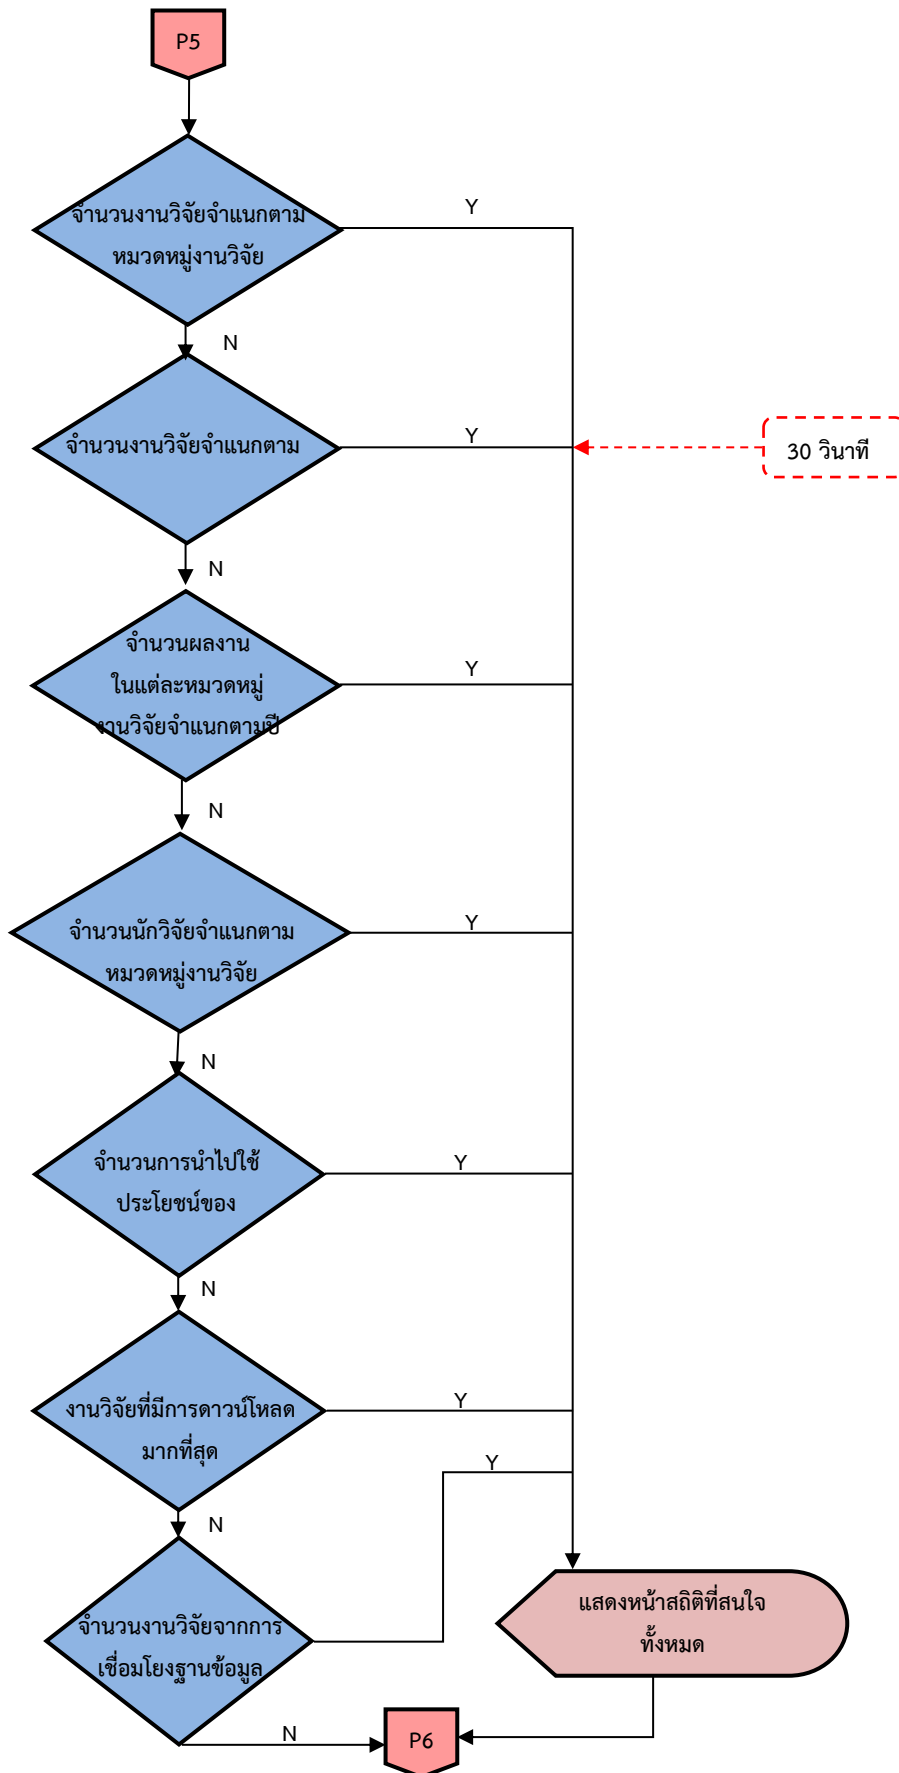 P5
จำนวนงานวิจัยจำแนกตาม
หมวดหมู่งานวิจัย
Y
N
จำนวนงานวิจัยจำแนกตาม
Y
30 วินาที
N
จำนวนผลงาน
ในแต่ละหมวดหมู่
งานวิจัยจำแนกตามปี
Y
N
จำนวนนักวิจัยจำแนกตาม
หมวดหมู่งานวิจัย
Y
N
จำนวนการนำไปใช้
ประโยชน์ของ
Y
N
งานวิจัยที่มีการดาวน์โหลด
มากที่สุด
Y
Y
N
จำนวนงานวิจัยจากการ
เชื่อมโยงฐานข้อมูล
แสดงหน้าสถิติที่สนใจ
ทั้งหมด
N
P6